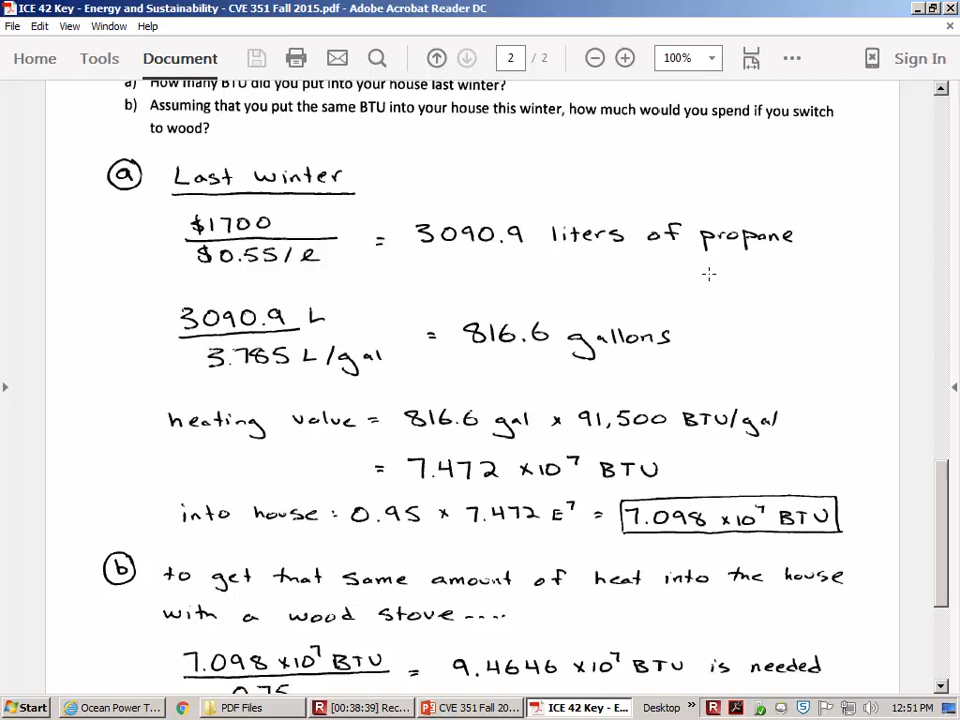 ICE 42 Key - Energy and Sustainability - CVE 351 Fall 2015.pdf - Adobe Acrobat Reader DC
File Edit View Window Help
Home Tools Document 2 / 2 100% Sign In
a) How many BTU did you put into your house last winter?
b) Assuming that you put the same BTU into your house this winter, how much would you spend if you switch
to wood?
a Last winter
$1700
$0.55/ℓ
= 3090.9 liters of propane
3090.9 L
3.785 L/gal
= 816.6 gallons
heating value = 816.6 gal × 91,500 BTU/gal
= 7.472 ×10⁷ BTU
into house: 0.95 × 7.472 E⁷ = 7.098 ×10⁷ BTU
b to get that same amount of heat into the house
with a wood stove....
7.098 ×10⁷ BTU
0.75
= 9.4646 ×10⁷ BTU is needed
Start Ocean Power T... PDF Files [00:38:39] Rec... CVE 351 Fall 20... ICE 42 Key - E... Desktop 12:51 PM